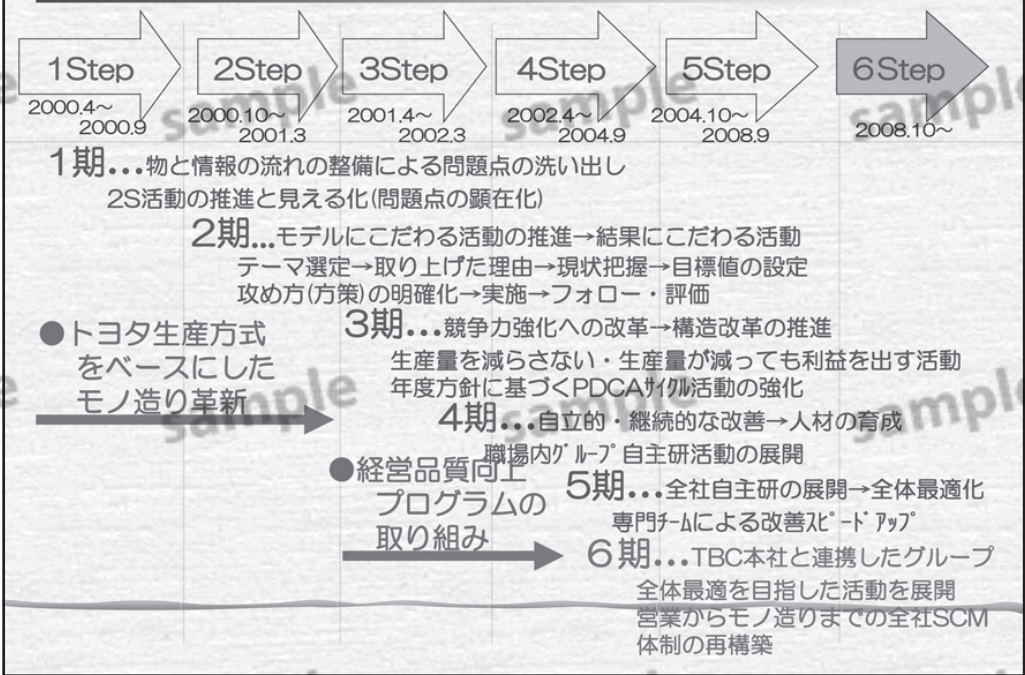 1Step
2Step
3Step
4Step
5Step
6Step
2000.4～
2000.9
2000.10～
2001.3
2001.4～
2002.3
2002.4～
2004.9
2004.10～
2008.9
2008.10～
1期...物と情報の流れの整備による問題点の洗い出し
2S活動の推進と見える化(問題点の顕在化)
2期...モデルにこだわる活動の推進→結果にこだわる活動
テーマ選定→取り上げた理由→現状把握→目標値の設定
攻め方(方策)の明確化→実施→フォロー・評価
●トヨタ生産方式
をベースにした
モノ造り革新
3期...競争力強化への改革→構造改革の推進
生産量を減らさない・生産量が減っても利益を出す活動
年度方針に基づくPDCAｻｲｸﾙ活動の強化
4期...自立的・継続的な改善→人材の育成
職場内ｸﾞﾙｰﾌﾟ自主研活動の展開
●経営品質向上
プログラムの
取り組み
5期...全社自主研の展開→全体最適化
専門ﾁｰﾑによる改善ｽﾋﾟｰﾄﾞｱｯﾌﾟ
6期...TBC本社と連携したグループ
全体最適を目指した活動を展開
営業からモノ造りまでの全社SCM
体制の再構築
sample
sample
sample
sample
sample
sample